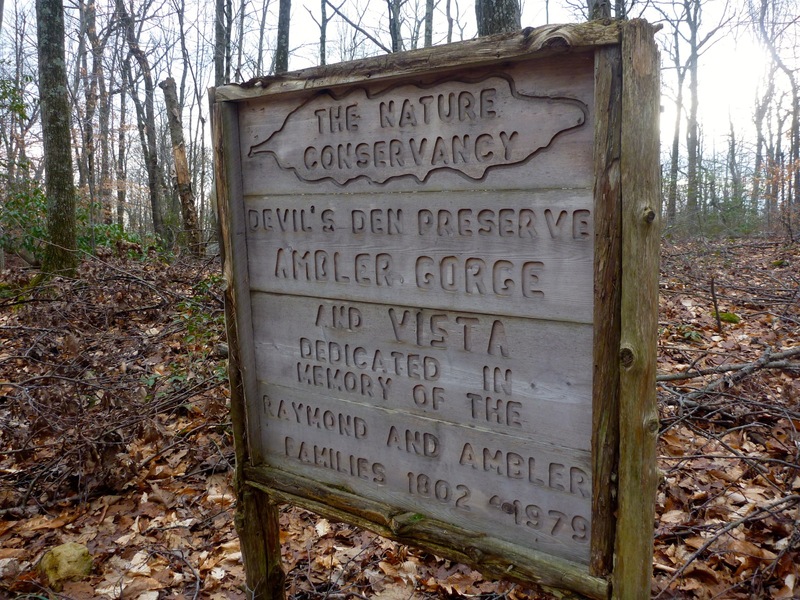 THE NATURE
CONSERVANCY
DEVIL'S DEN PRESERVE
AMBLER GORGE
AND VISTA
DEDICATED IN
MEMORY OF THE
RAYMOND AND AMBLER
FAMILIES 1802 - 1979